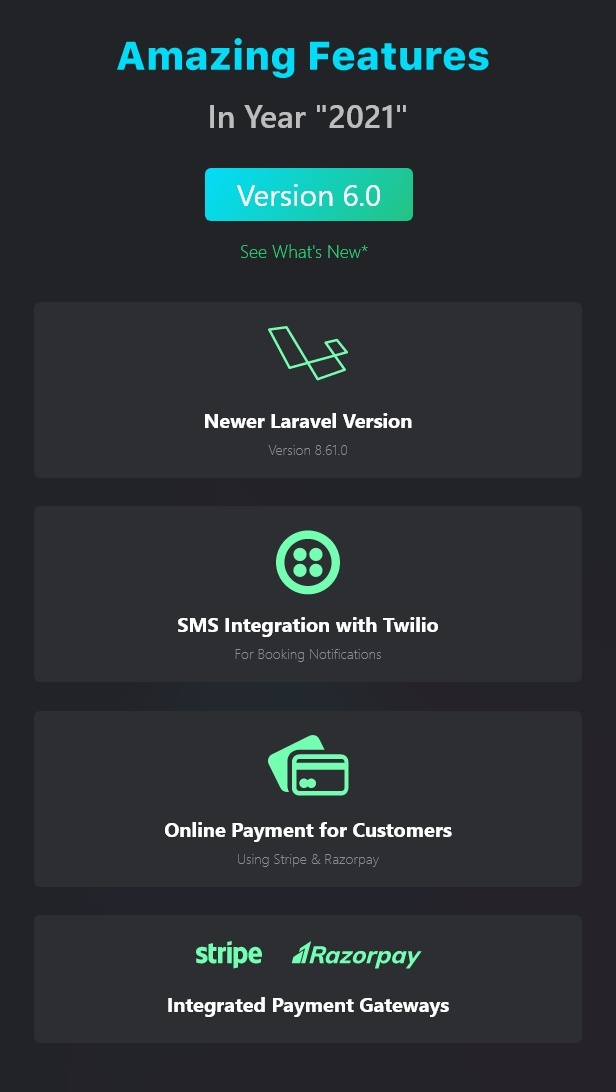 Amazing Features
In Year "2021"
Version 6.0
See What's New*
Newer Laravel Version
Version 8.61.0
SMS Integration with Twilio
For Booking Notifications
Online Payment for Customers
Using Stripe & Razorpay
stripe Razorpay
Integrated Payment Gateways